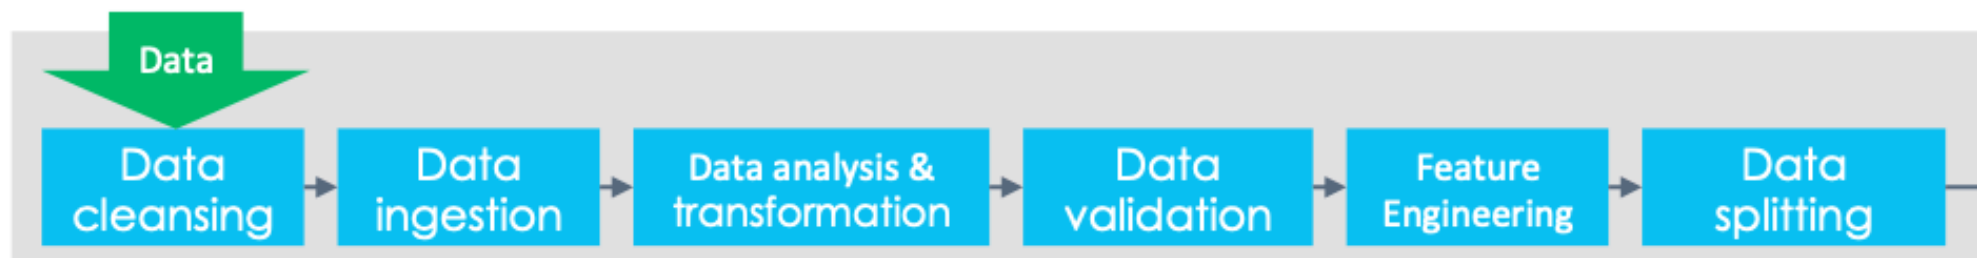 Data
Data
cleansing
Data
ingestion
Data analysis &
transformation
Data
validation
Feature
Engineering
Data
splitting